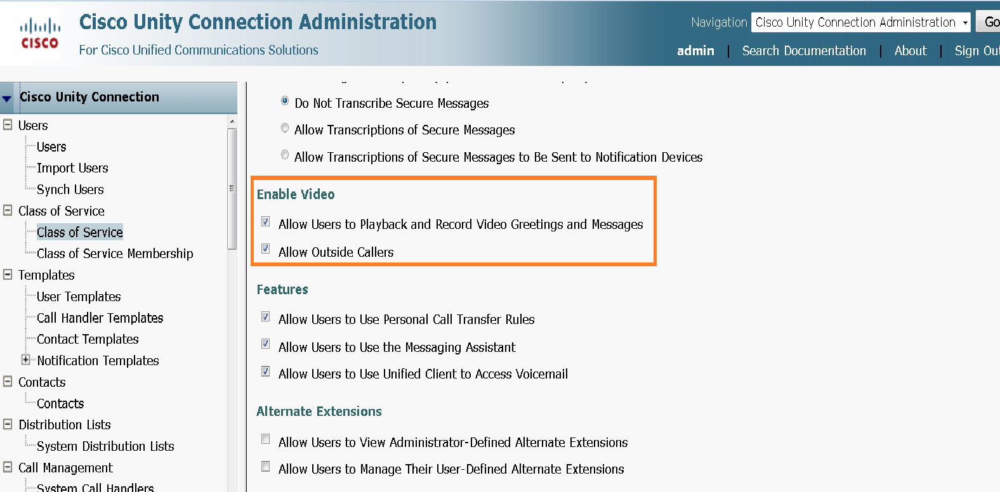 Cisco Unity Connection Administration
For Cisco Unified Communications Solutions
CISCO
Navigation Cisco Unity Connection Administration Go
admin | Search Documentation | About | Sign Out
Cisco Unity Connection
Users
Users
Import Users
Synch Users
Class of Service
Class of Service
Class of Service Membership
Templates
User Templates
Call Handler Templates
Contact Templates
Notification Templates
Contacts
Contacts
Distribution Lists
System Distribution Lists
Call Management
System Call Handlers
Do Not Transcribe Secure Messages
Allow Transcriptions of Secure Messages
Allow Transcriptions of Secure Messages to Be Sent to Notification Devices
Enable Video
Allow Users to Playback and Record Video Greetings and Messages
Allow Outside Callers
Features
Allow Users to Use Personal Call Transfer Rules
Allow Users to Use the Messaging Assistant
Allow Users to Use Unified Client to Access Voicemail
Alternate Extensions
Allow Users to View Administrator-Defined Alternate Extensions
Allow Users to Manage Their User-Defined Alternate Extensions